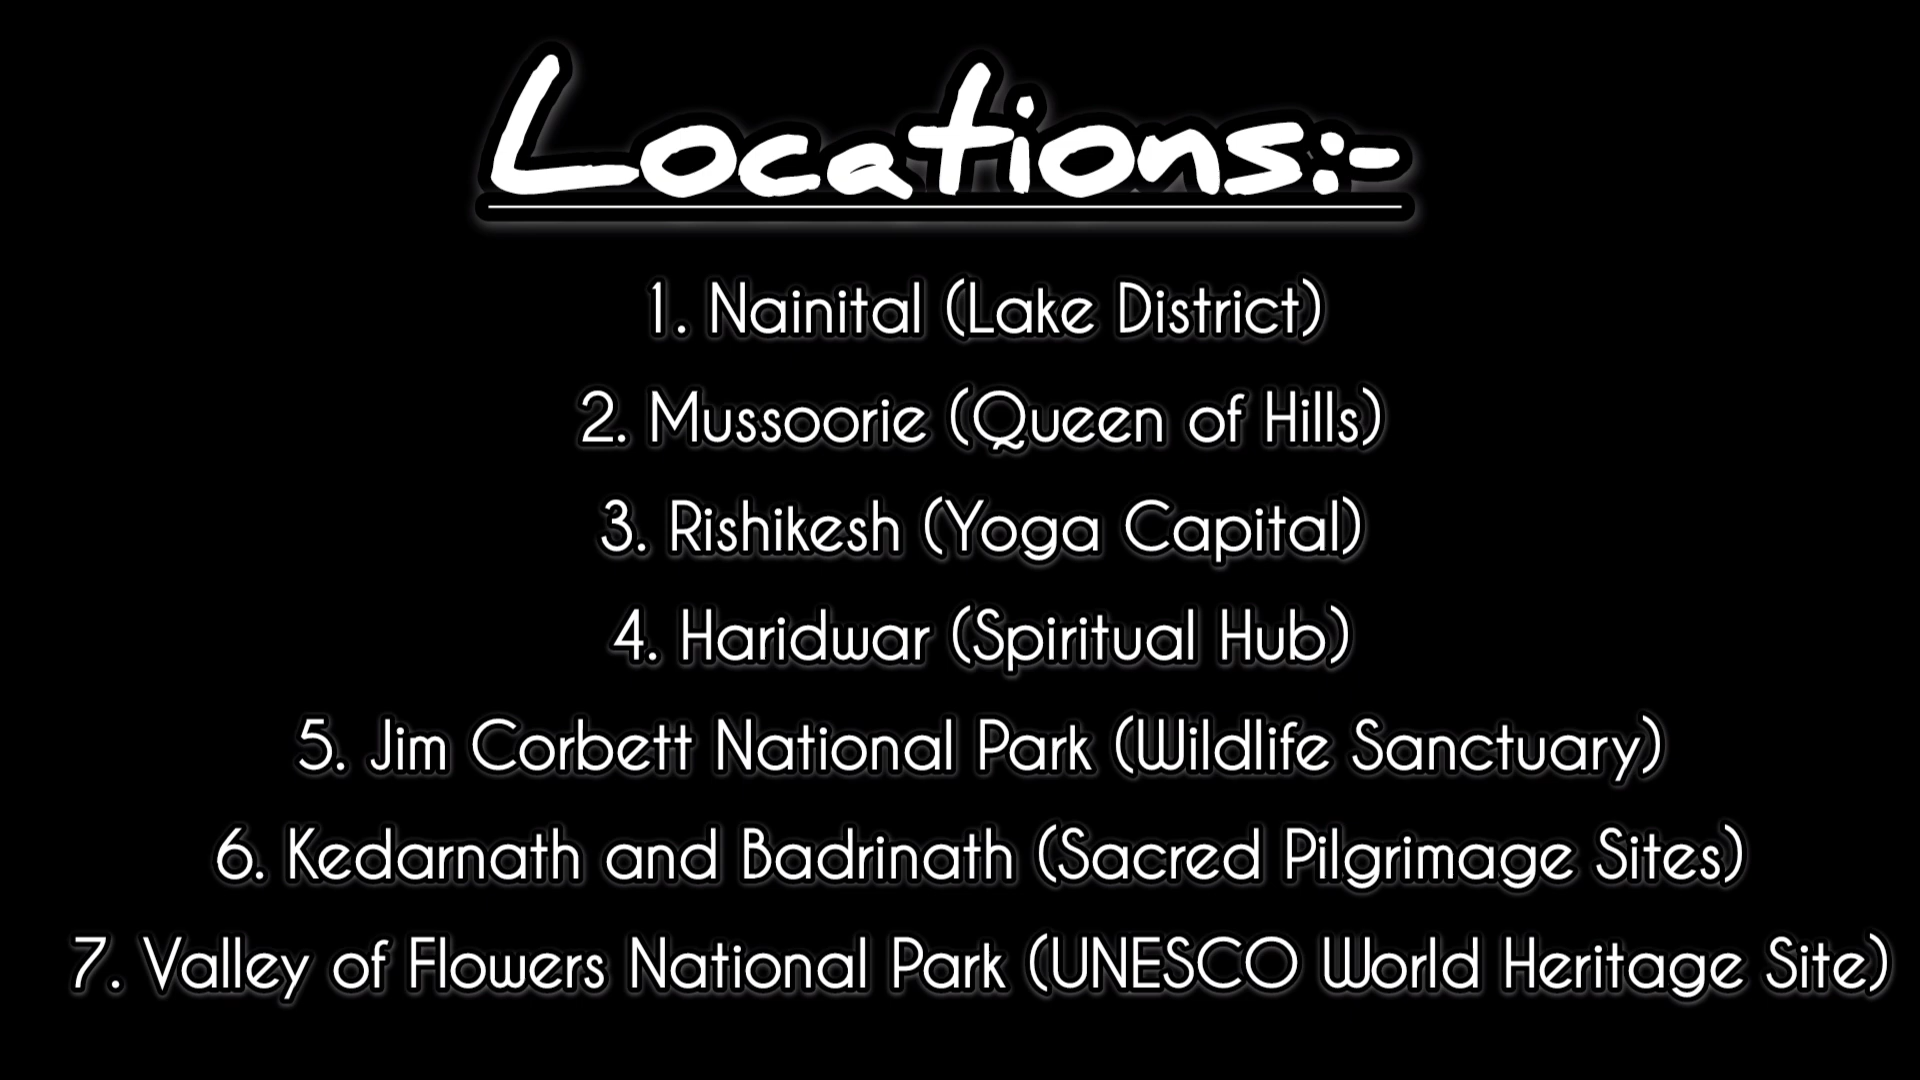 Locations:-
1. Nainital (Lake District)
2. Mussoorie (Queen of Hills)
3. Rishikesh (Yoga Capital)
4. Haridwar (Spiritual Hub)
5. Jim Corbett National Park (Wildlife Sanctuary)
6. Kedarnath and Badrinath (Sacred Pilgrimage Sites)
7. Valley of Flowers National Park (UNESCO World Heritage Site)